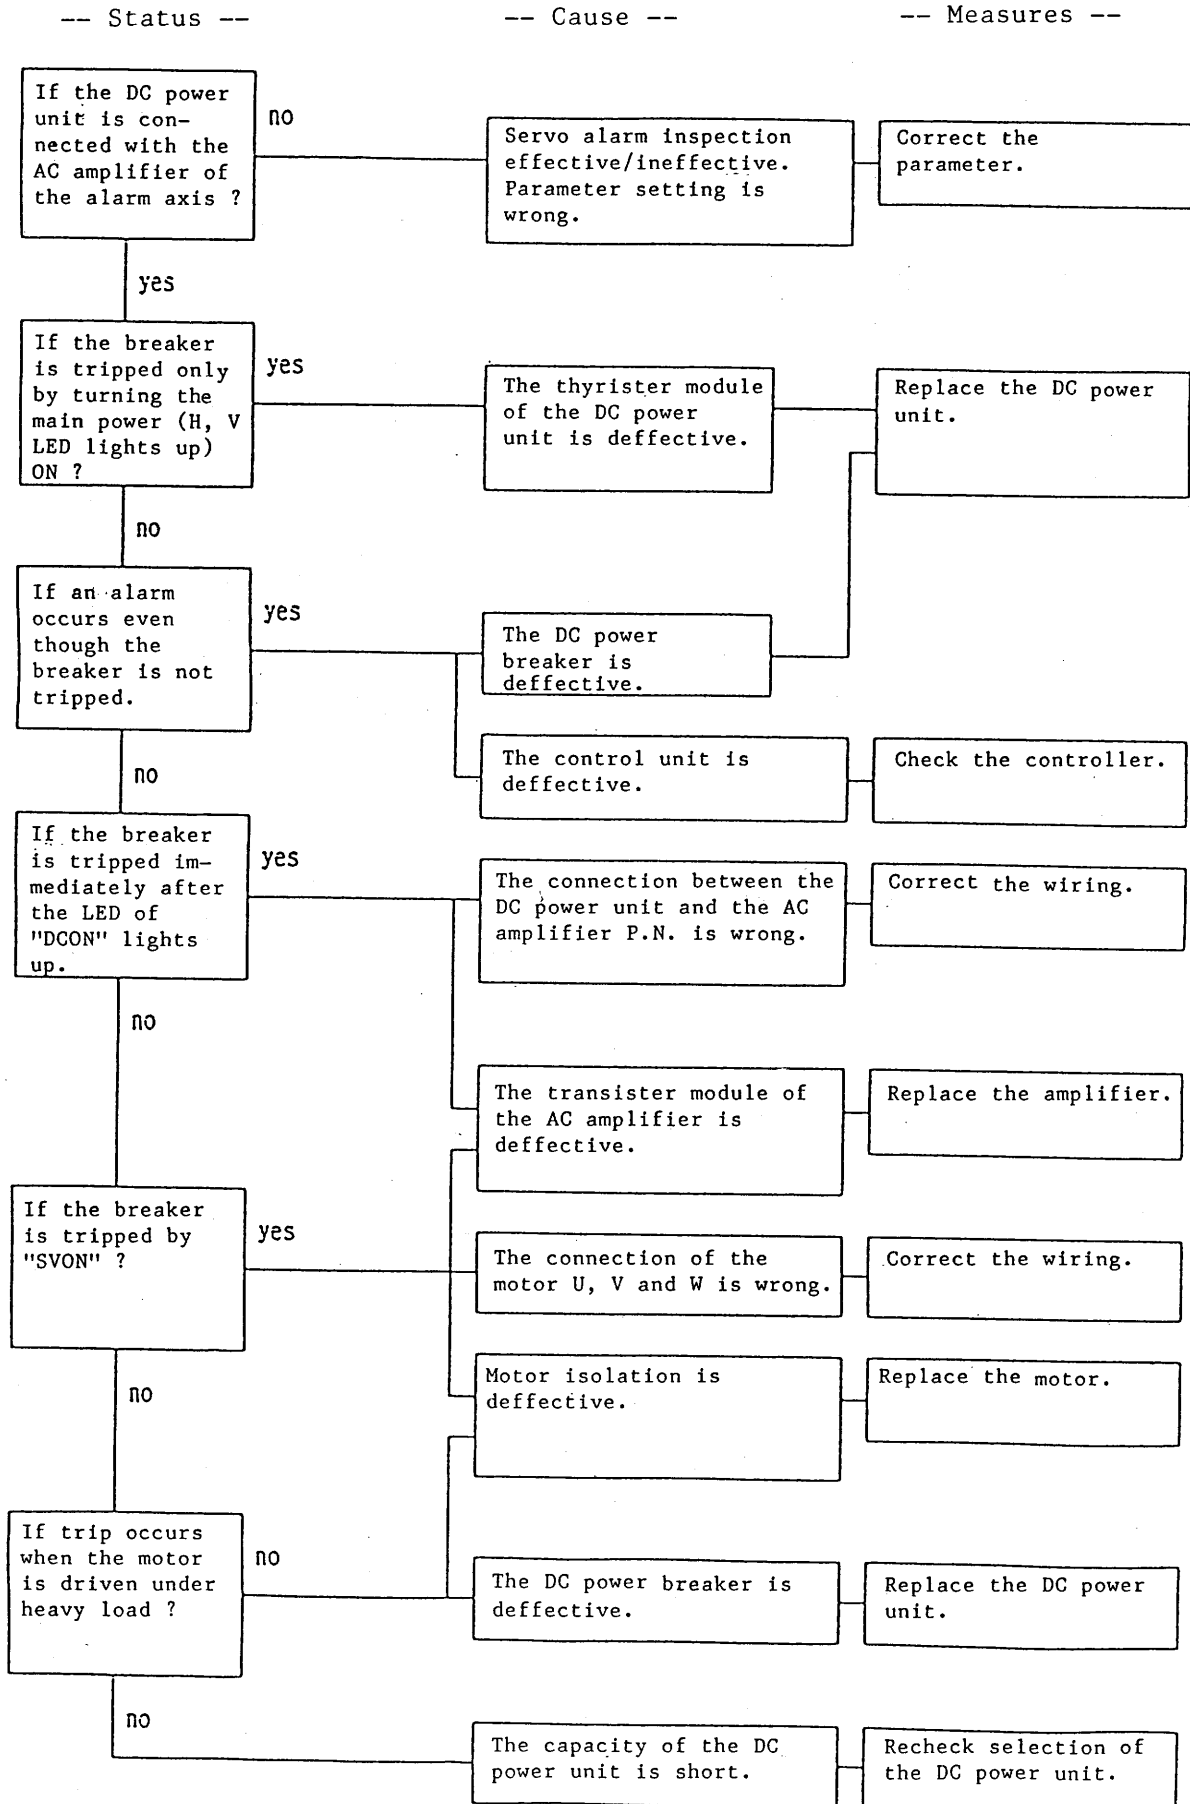 -- Status --
-- Cause --
-- Measures --
If the DC power
unit is con-
nected with the
AC amplifier of
the alarm axis ?
no
Servo alarm inspection
effective/ineffective.
Parameter setting is
wrong.
Correct the
parameter.
yes
If the breaker
is tripped only
by turning the
main power (H, V
LED lights up)
ON ?
yes
The thyrister module
of the DC power
unit is deffective.
Replace the DC power
unit.
no
If an alarm
occurs even
though the
breaker is not
tripped.
yes
The DC power
breaker is
deffective.
The control unit is
deffective.
Check the controller.
no
If the breaker
is tripped im-
mediately after
the LED of
"DCON" lights
up.
yes
The connection between the
DC power unit and the AC
amplifier P.N. is wrong.
Correct the wiring.
no
The transister module of
the AC amplifier is
deffective.
Replace the amplifier.
If the breaker
is tripped by
"SVON" ?
yes
The connection of the
motor U, V and W is wrong.
Correct the wiring.
Motor isolation is
deffective.
Replace the motor.
no
If trip occurs
when the motor
is driven under
heavy load ?
no
The DC power breaker is
deffective.
Replace the DC power
unit.
no
The capacity of the DC
power unit is short.
Recheck selection of
the DC power unit.